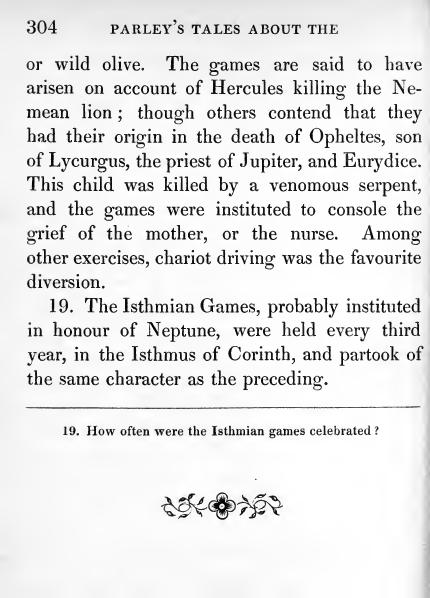 304 PARLEY'S TALES ABOUT THE
or wild olive. The games are said to have
arisen on account of Hercules killing the Ne-
mean lion ; though others contend that they
had their origin in the death of Opheltes, son
of Lycurgus, the priest of Jupiter, and Eurydice.
This child was killed by a venomous serpent,
and the games were instituted to console the
grief of the mother, or the nurse. Among
other exercises, chariot driving was the favourite
diversion.
19. The Isthmian Games, probably instituted
in honour of Neptune, were held every third
year, in the Isthmus of Corinth, and partook of
the same character as the preceding.
19. How often were the Isthmian games celebrated ?